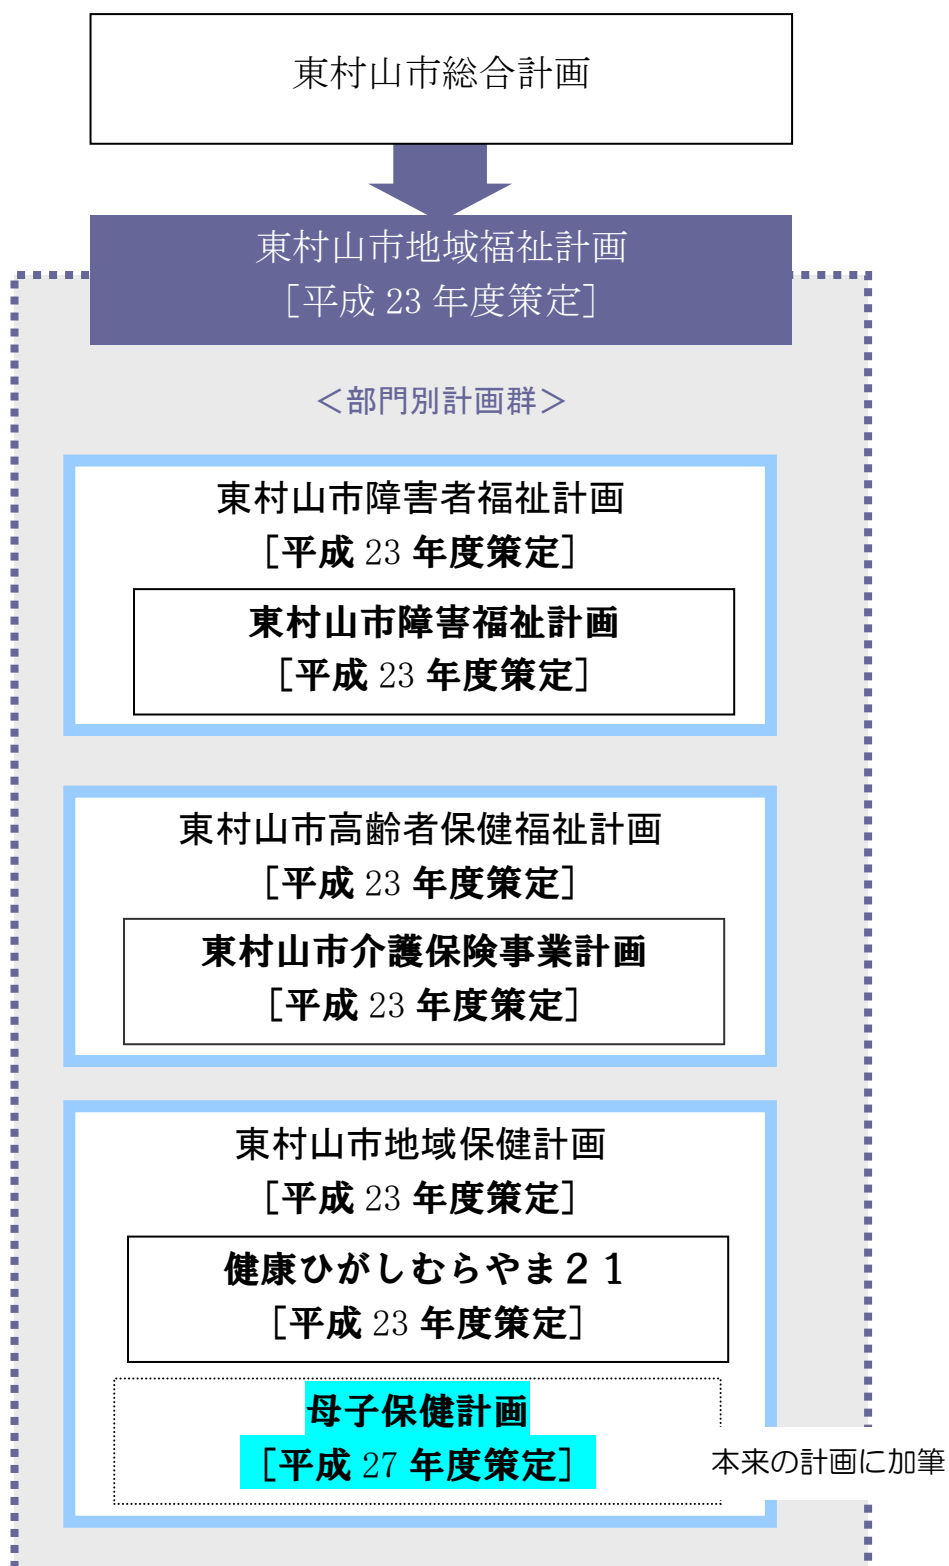 東村山市総合計画
東村山市地域福祉計画
［平成 23 年度策定］
＜部門別計画群＞
東村山市障害者福祉計画
［平成 23 年度策定］
東村山市障害福祉計画
［平成 23 年度策定］
東村山市高齢者保健福祉計画
［平成 23 年度策定］
東村山市介護保険事業計画
［平成 23 年度策定］
東村山市地域保健計画
［平成 23 年度策定］
健康ひがしむらやま２１
［平成 23 年度策定］
母子保健計画
［平成 27 年度策定］
本来の計画に加筆